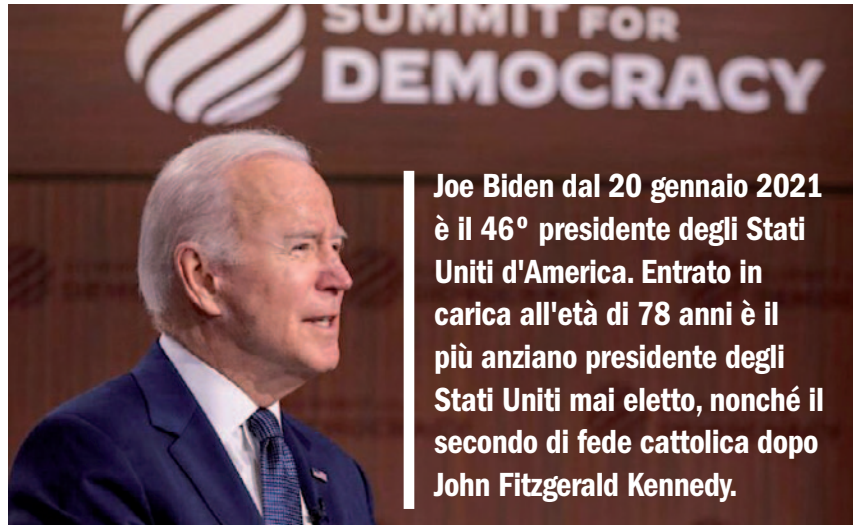 SUMMIT FOR
DEMOCRACY
Joe Biden dal 20 gennaio 2021
è il 46º presidente degli Stati
Uniti d'America. Entrato in
carica all'età di 78 anni è il
più anziano presidente degli
Stati Uniti mai eletto, nonché il
secondo di fede cattolica dopo
John Fitzgerald Kennedy.